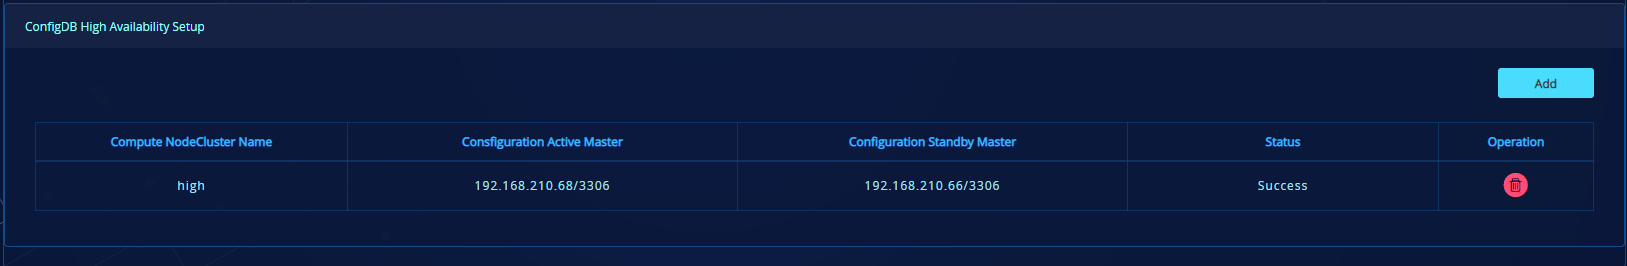 ConfigDB High Availability Setup
Add
Compute NodeCluster Name Consfiguration Active Master Configuration Standby Master Status Operation
high 192.168.210.68/3306 192.168.210.66/3306 Success